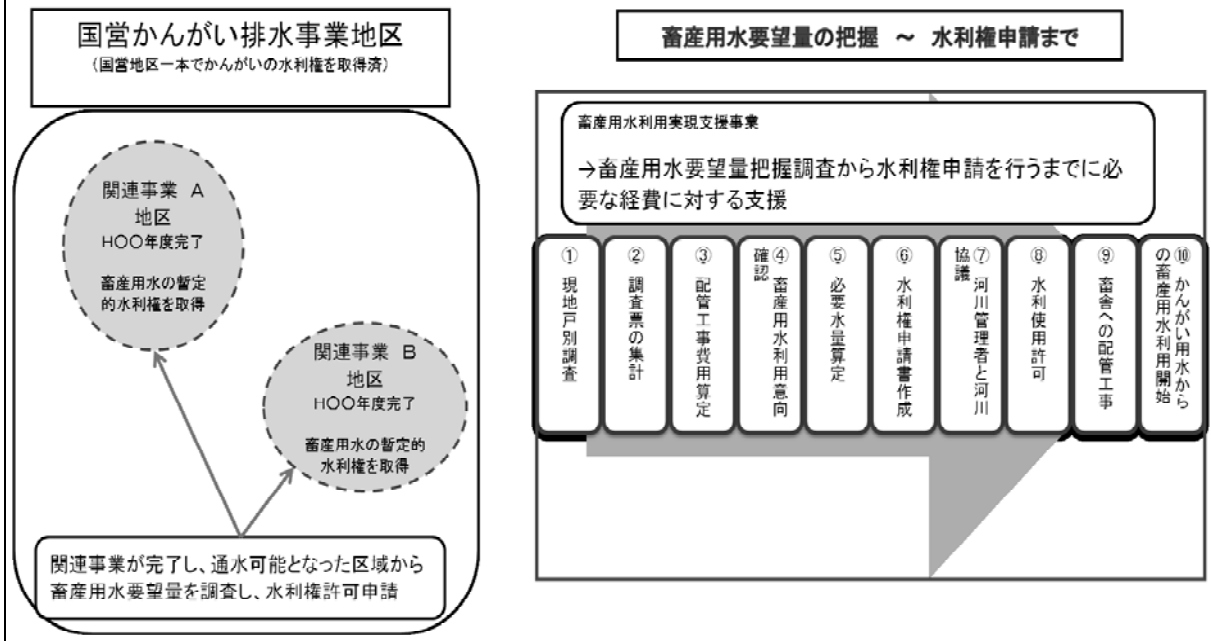 国営かんがい排水事業地区
(国営地区一本でかんがいの水利権を取得済)
関連事業 A
地区
H〇〇年度完了
畜産用水の暫定
的水利権を取得
関連事業 B
地区
H〇〇年度完了
畜産用水の暫定的
水利権を取得
関連事業が完了し、通水可能となった区域から
畜産用水要望量を調査し、水利権許可申請
畜産用水要望量の把握 ~ 水利権申請まで
畜産用水利用実現支援事業
→畜産用水要望量把握調査から水利権申請を行うまでに必
要な経費に対する支援
① 現地戸別調査
② 調査票の集計
③ 配管工事費用算定
④ 畜産用水利用意向
確認
⑤ 必要水量算定
⑥ 水利権申請書作成
⑦ 河川管理者と河川
協議
⑧ 水利使用許可
⑨ 畜舎への配管工事
⑩ かんがい用水から
の畜産用水利用開始